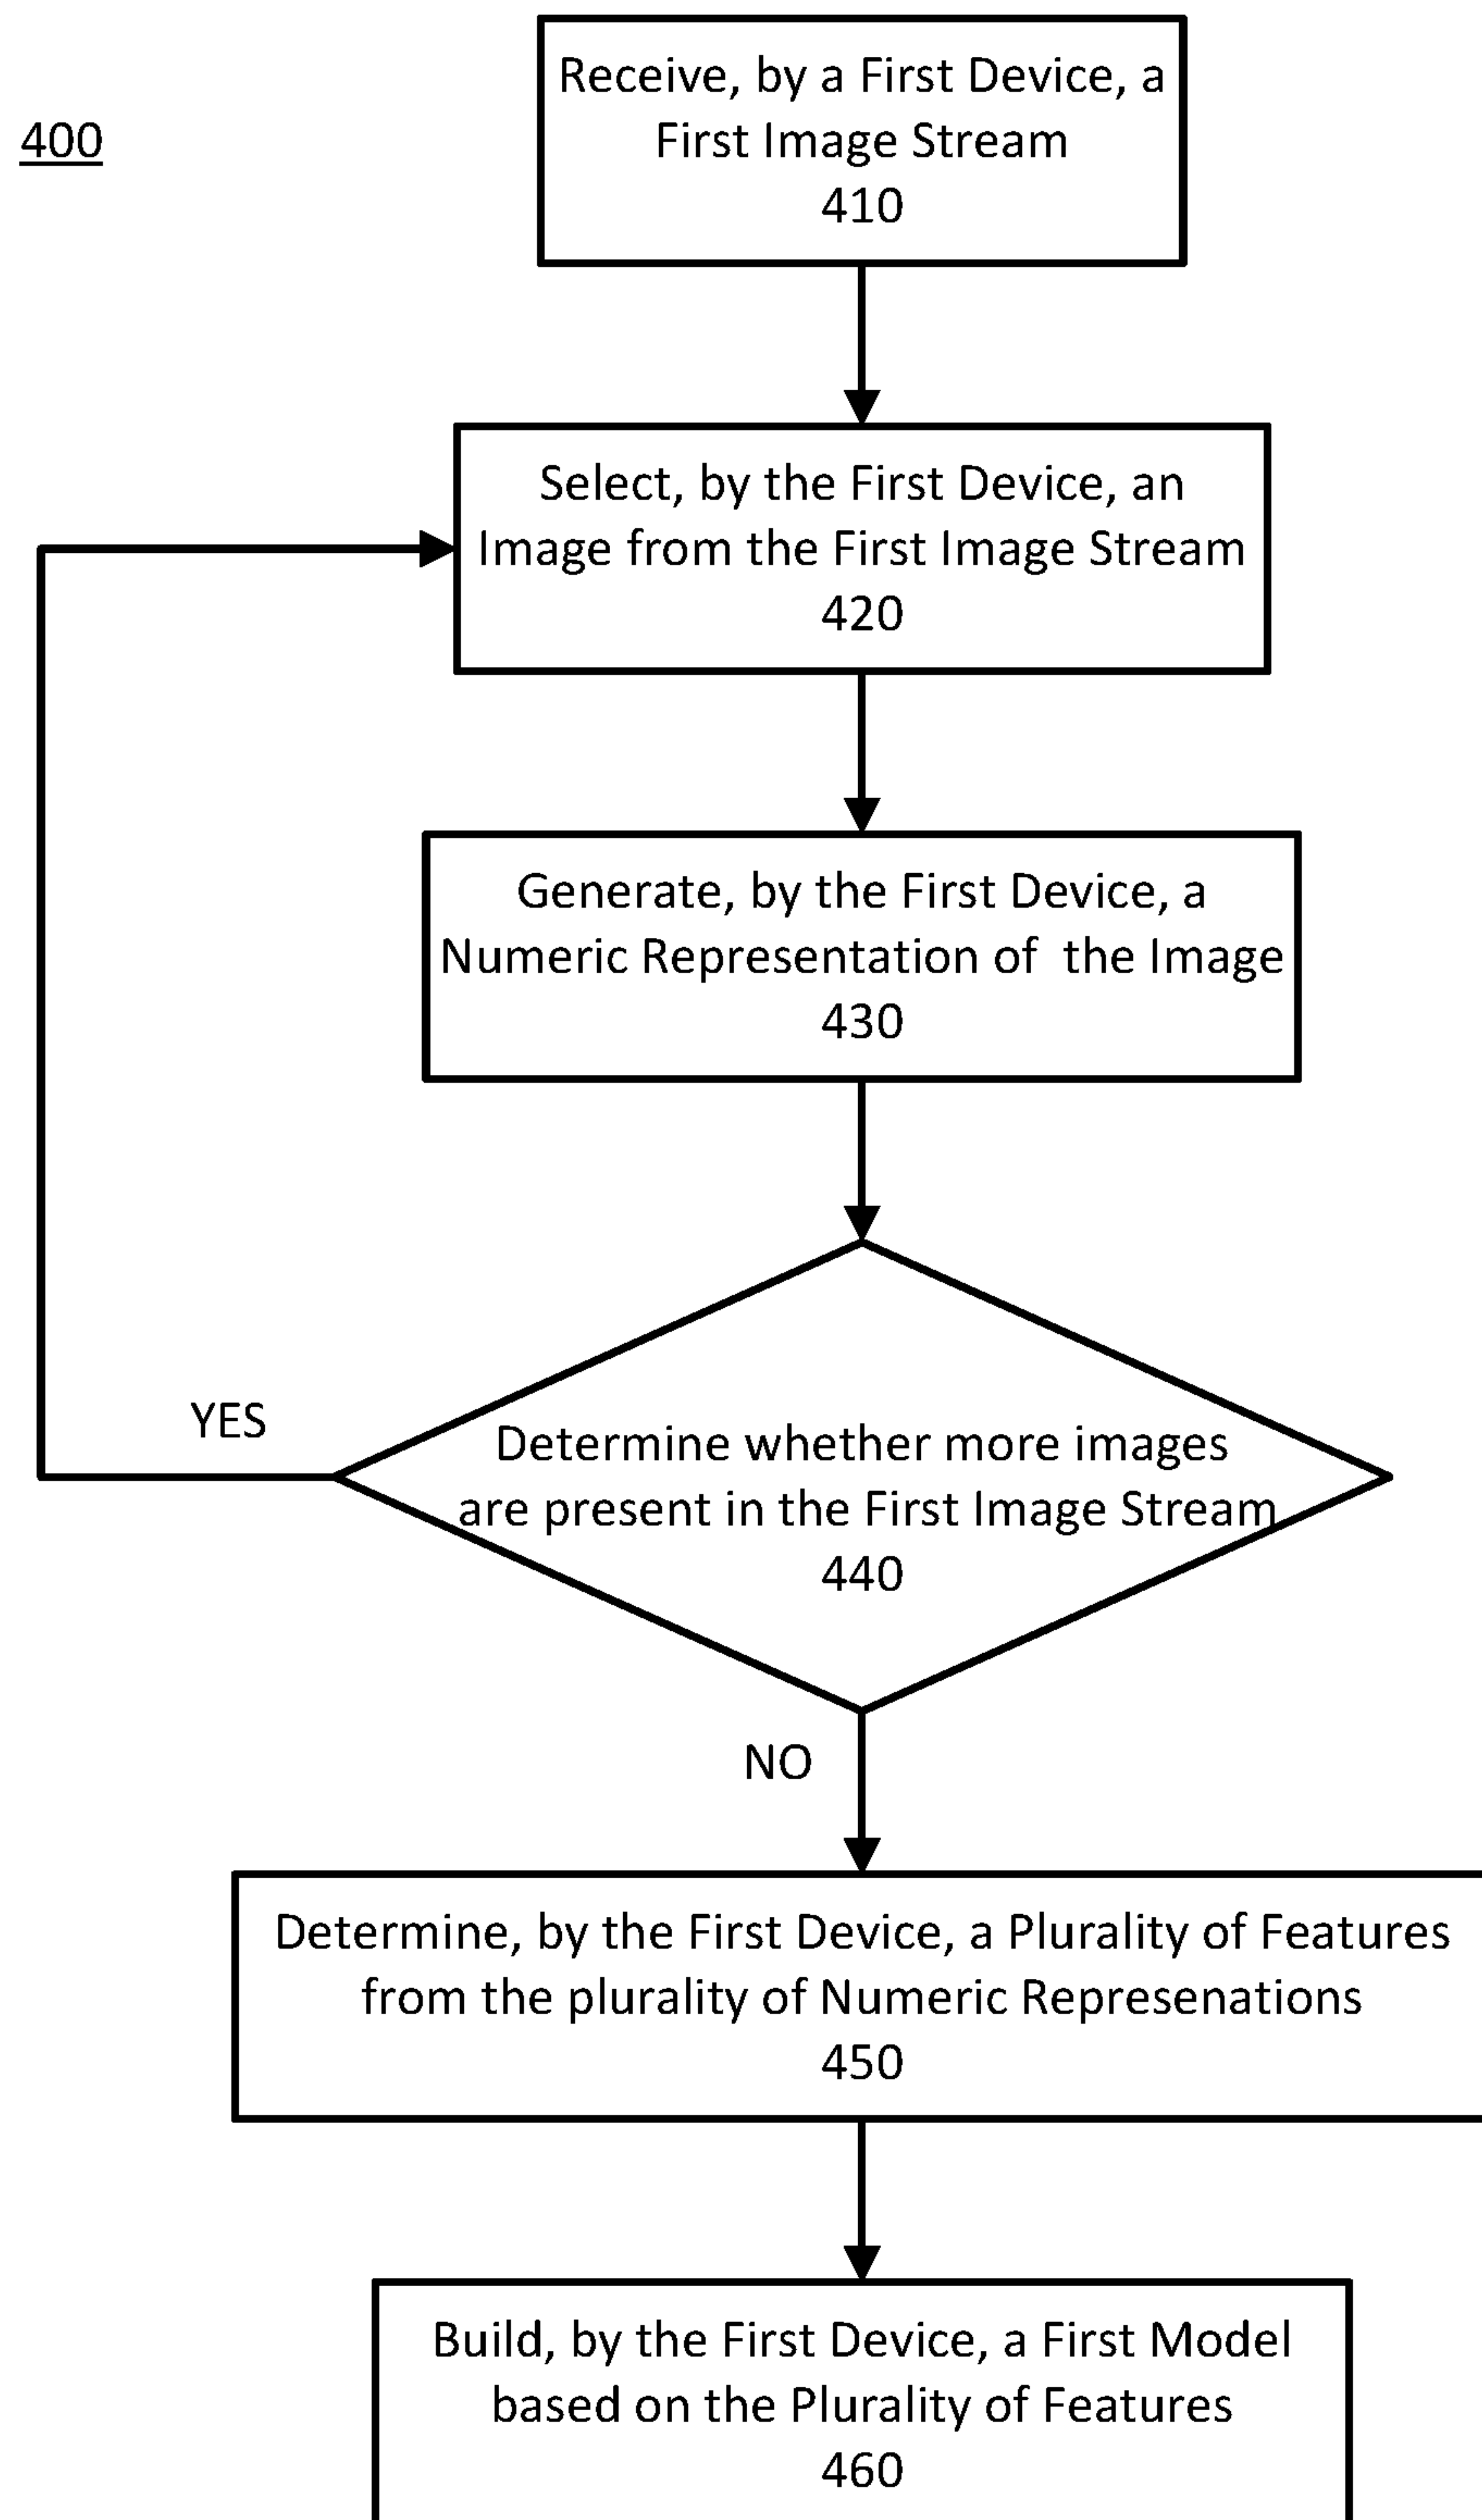 400
Receive, by a First Device, a
First Image Stream
410
Select, by the First Device, an
Image from the First Image Stream
420
Generate, by the First Device, a
Numeric Representation of the Image
430
YES
Determine whether more images
are present in the First Image Stream
440
NO
Determine, by the First Device, a Plurality of Features
from the plurality of Numeric Represenations
450
Build, by the First Device, a First Model
based on the Plurality of Features
460